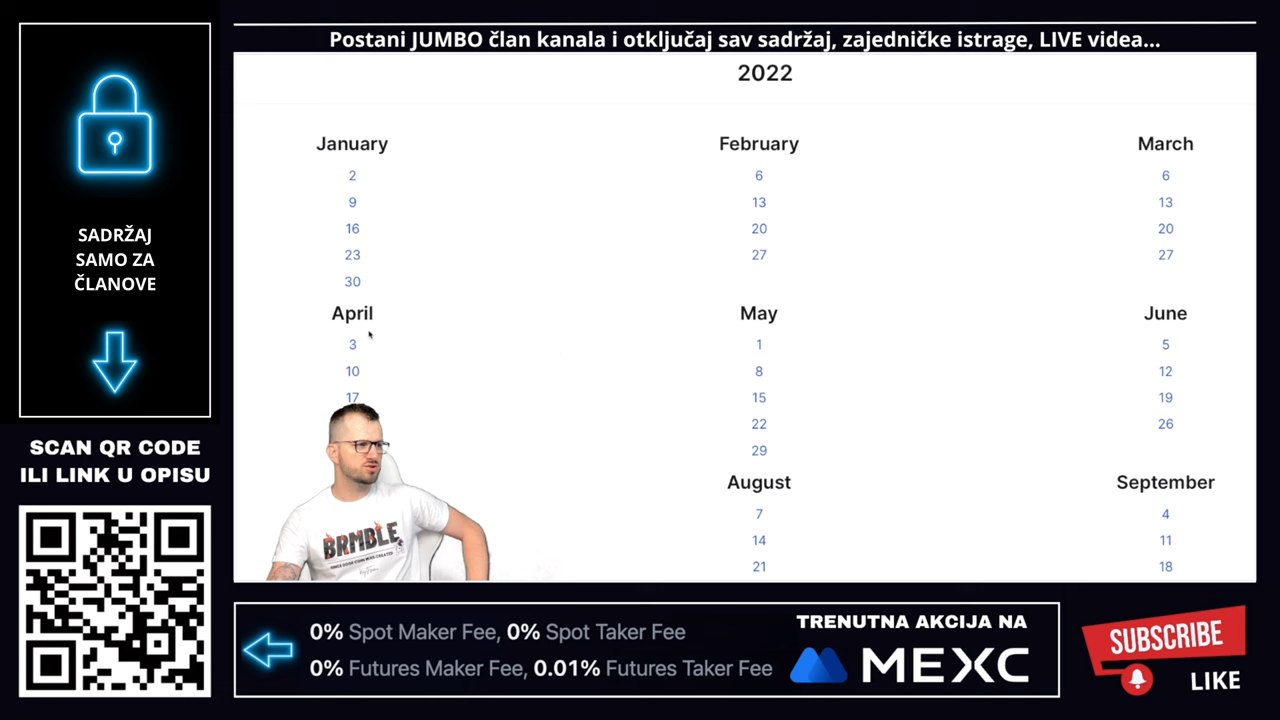 Postani JUMBO član kanala i otključaj sav sadržaj, zajedničke istrage, LIVE videa...
SADRŽAJ
SAMO ZA
ČLANOVE
SCAN QR CODE
ILI LINK U OPISU
2022
January
2
9
16
23
30
February
6
13
20
27
March
6
13
20
27
April
3
10
17
May
1
8
15
22
29
June
5
12
19
26
August
7
14
21
September
4
11
18
BRMBLE
0% Spot Maker Fee, 0% Spot Taker Fee
0% Futures Maker Fee, 0.01% Futures Taker Fee
TRENUTNA AKCIJA NA
MEXC
SUBSCRIBE
LIKE